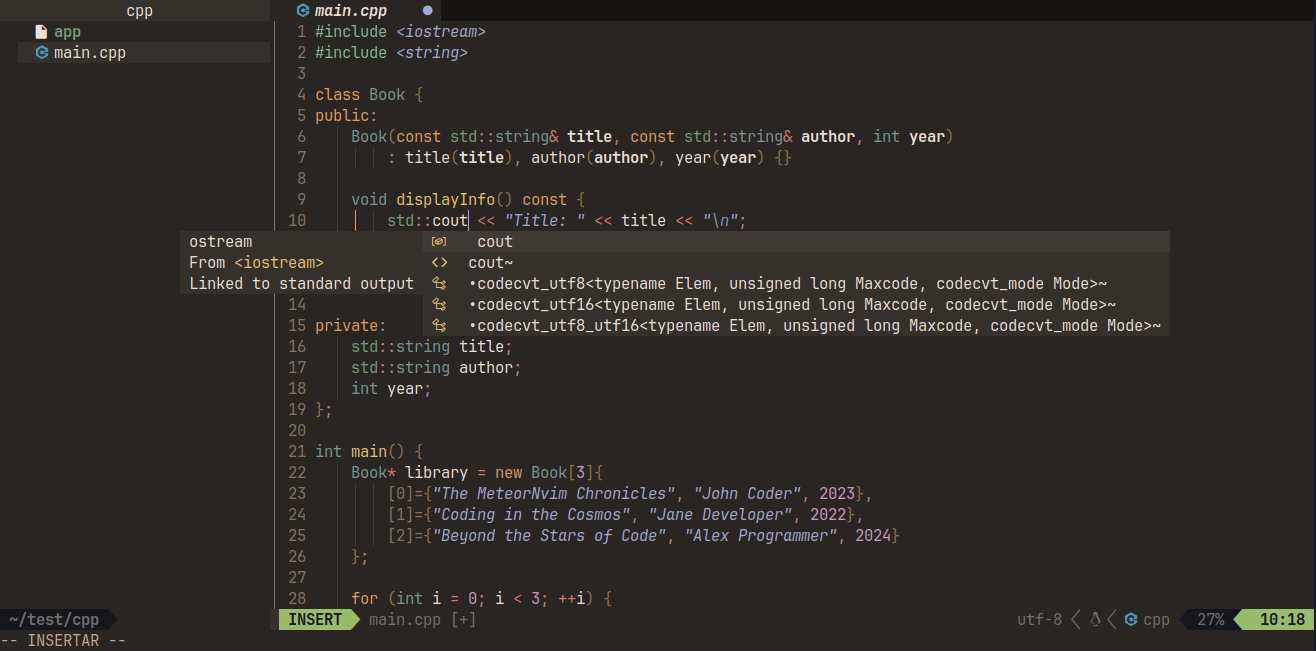 cpp
main.cpp
app
main.cpp
1 #include <iostream>
2 #include <string>
3
4 class Book {
5 public:
6     Book(const std::string& title, const std::string& author, int year)
7         : title(title), author(author), year(year) {}
8
9     void displayInfo() const {
10         std::cout << "Title: " << title << "\n";
ostream
From <iostream>
Linked to standard output
cout
<> cout~
•codecvt_utf8<typename Elem, unsigned long Maxcode, codecvt_mode Mode>~
•codecvt_utf16<typename Elem, unsigned long Maxcode, codecvt_mode Mode>~
•codecvt_utf8_utf16<typename Elem, unsigned long Maxcode, codecvt_mode Mode>~
14
15 private:
16     std::string title;
17     std::string author;
18     int year;
19 };
20
21 int main() {
22     Book* library = new Book[3]{
23         [0]={"The MeteorNvim Chronicles", "John Coder", 2023},
24         [1]={"Coding in the Cosmos", "Jane Developer", 2022},
25         [2]={"Beyond the Stars of Code", "Alex Programmer", 2024}
26     };
27
28     for (int i = 0; i < 3; ++i) {
~/test/cpp
INSERT main.cpp [+]
utf-8 cpp 27% 10:18
-- INSERTAR --